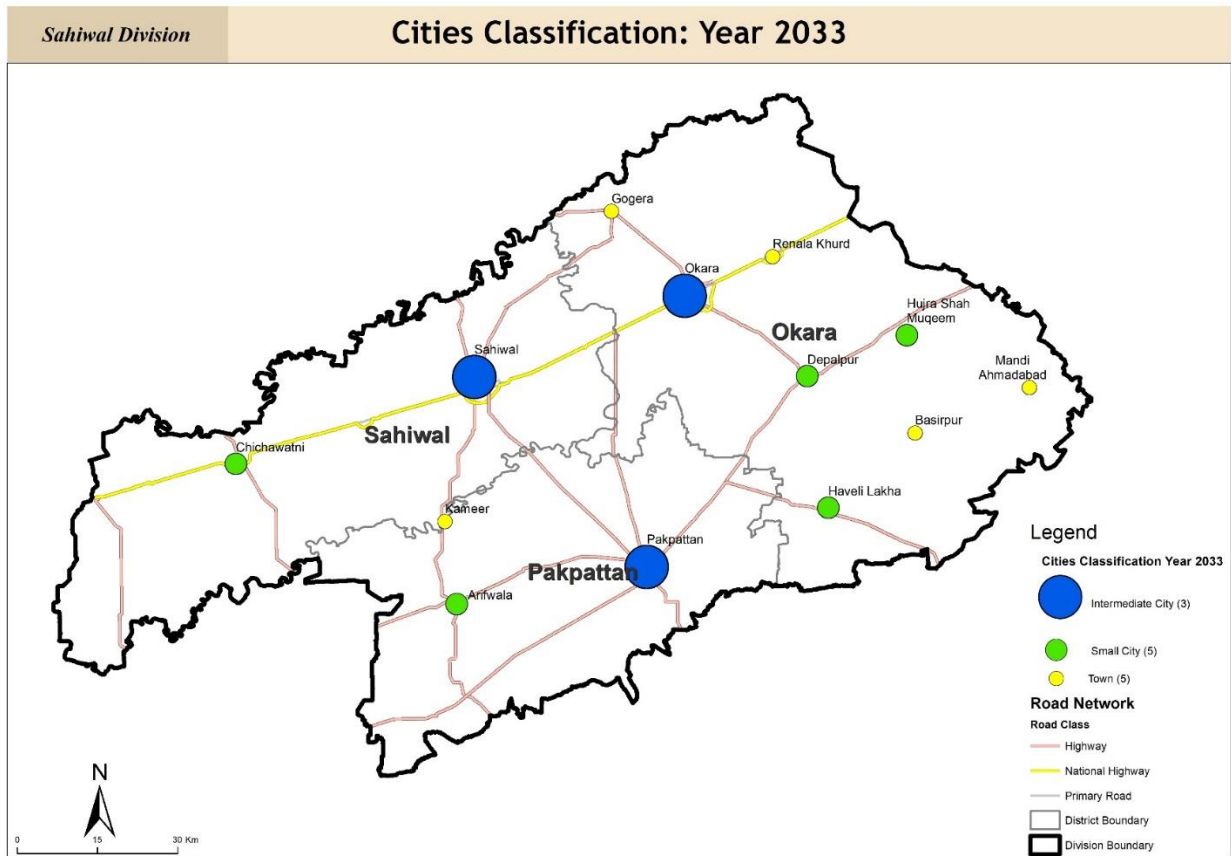 Sahiwal Division
Cities Classification: Year 2033
Gogera
Renala Khurd
Okara
Hujra Shah
Muqeem
Okara
Sahiwal
Depalpur
Mandi
Ahmadabad
Sahiwal
Basirpur
Chichawatni
Haveli Lakha
Kameer
Pakpattan
Pakpattan
Arifwala
Legend
Cities Classification Year 2033
Intermediate City (3)
Small City (5)
Town (5)
Road Network
Road Class
Highway
National Highway
Primary Road
District Boundary
Division Boundary
N
0 15 30 Km